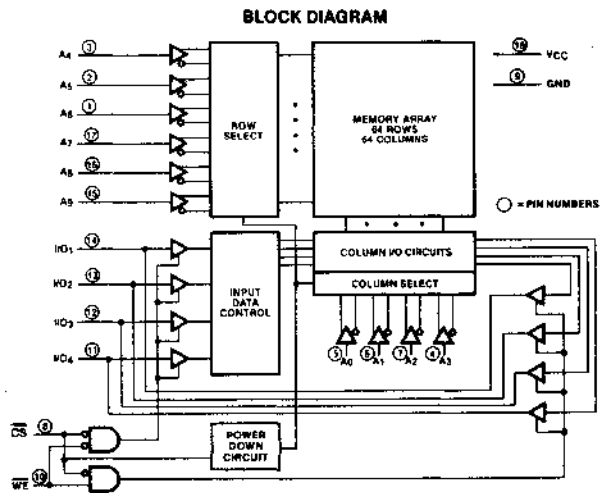 BLOCK DIAGRAM
A4 3
A5 2
A6 1
A7 17
A8 16
A9 15
ROW
SELECT
MEMORY ARRAY
64 ROWS
64 COLUMNS
18 VCC
9 GND
= PIN NUMBERS
I/O1 14
I/O2 13
I/O3 12
I/O4 11
INPUT
DATA
CONTROL
COLUMN I/O CIRCUITS
COLUMN SELECT
5 A0 6 A1 7 A2 4 A3
CS 8
WE 10
POWER
DOWN
CIRCUIT